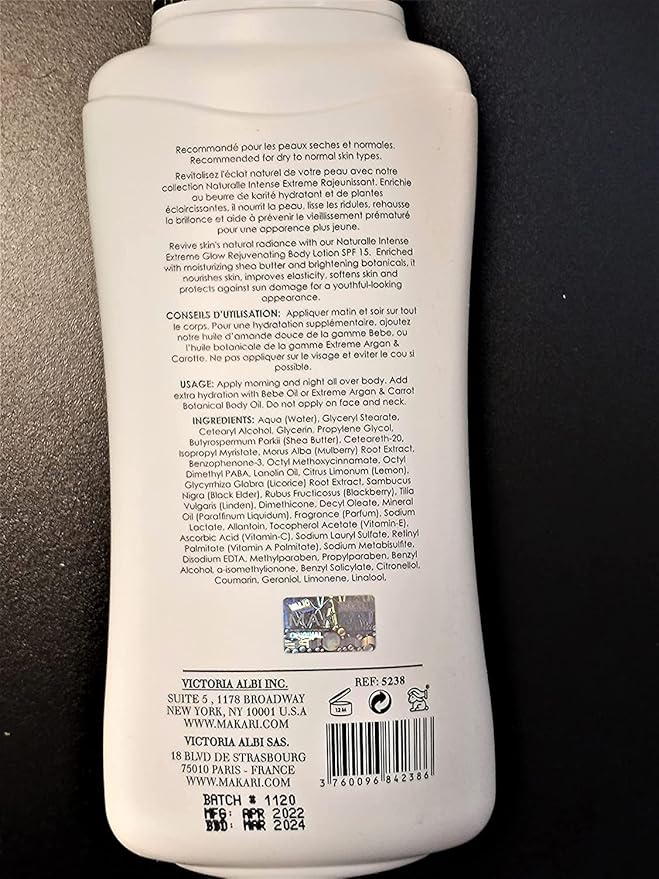 Recommandé pour les peaux seches et normales.
Recommended for dry to normal skin types.
Revitalisez l'éclat naturel de votre peau avec notre
collection Naturalle Intense Extreme Rajeunissant. Enrichie
au beurre de karité hydratant et de plantes
éclaircissantes, il nourrit la peau, lisse les ridules, rehausse
la brillance et aide à prévenir le vieillissement prématuré
pour une apparence plus jeune.
Revive skin's natural radiance with our Naturalle Intense
Extreme Glow Rejuvenating Body Lotion SPF 15. Enriched
with moisturizing shea butter and brightening botanicals, it
nourishes skin, improves elasticity, softens skin and
protects against sun damage for a youthful-looking
appearance.
CONSEILS D'UTILISATION: Appliquer matin et soir sur tout
le corps. Pour une hydratation supplémentaire, ajoutez
notre huile d'amande douce de la gamme Bebe, ou
l'huile botanicale de la gamme Extreme Argan &
Carotte. Ne pas appliquer sur le visage et eviter le cou si
possible.
USAGE: Apply morning and night all over body. Add
extra hydration with Bebe Oil or Extreme Argan & Carrot
Botanical Body Oil. Do not apply on face and neck.
INGREDIENTS: Aqua (Water), Glyceryl Stearate,
Cetearyl Alcohol, Glycerin, Propylene Glycol,
Butyrospermum Parkii (Shea Butter), Ceteareth-20,
Isopropyl Myristate, Morus Alba (Mulberry) Root Extract,
Benzophenone-3, Octyl Methoxycinnamate, Octyl
Dimethyl PABA, Lanolin Oil, Citrus Limonum (Lemon),
Glycyrrhiza Glabra (Licorice) Root Extract, Sambucus
Nigra (Black Elder), Rubus Fructicosus (Blackberry), Tilia
Vulgaris (Linden), Dimethicone, Decyl Oleate, Mineral
Oil (Paraffinum Liquidum), Fragrance (Parfum), Sodium
Lactate, Allantoin, Tocopherol Acetate (Vitamin-E),
Ascorbic Acid (Vitamin-C), Sodium Lauryl Sulfate, Retinyl
Palmitate (Vitamin A Palmitate), Sodium Metabisulfite,
Disodium EDTA, Methylparaben, Propylparaben, Benzyl
Alcohol, a-isomethylionone, Benzyl Salicylate, Citronellol,
Coumarin, Geraniol, Limonene, Linalool,
ORIGINAL
VICTORIA ALBI INC.
SUITE 5 , 1178 BROADWAY
NEW YORK, NY 10001 U.S.A
WWW.MAKARI.COM
VICTORIA ALBI SAS.
18 BLVD DE STRASBOURG
75010 PARIS - FRANCE
WWW.MAKARI.COM
REF: 5238
12 M
3 760096 842386
BATCH # 1120
MFG: APR 2022
BBD: MAR 2024